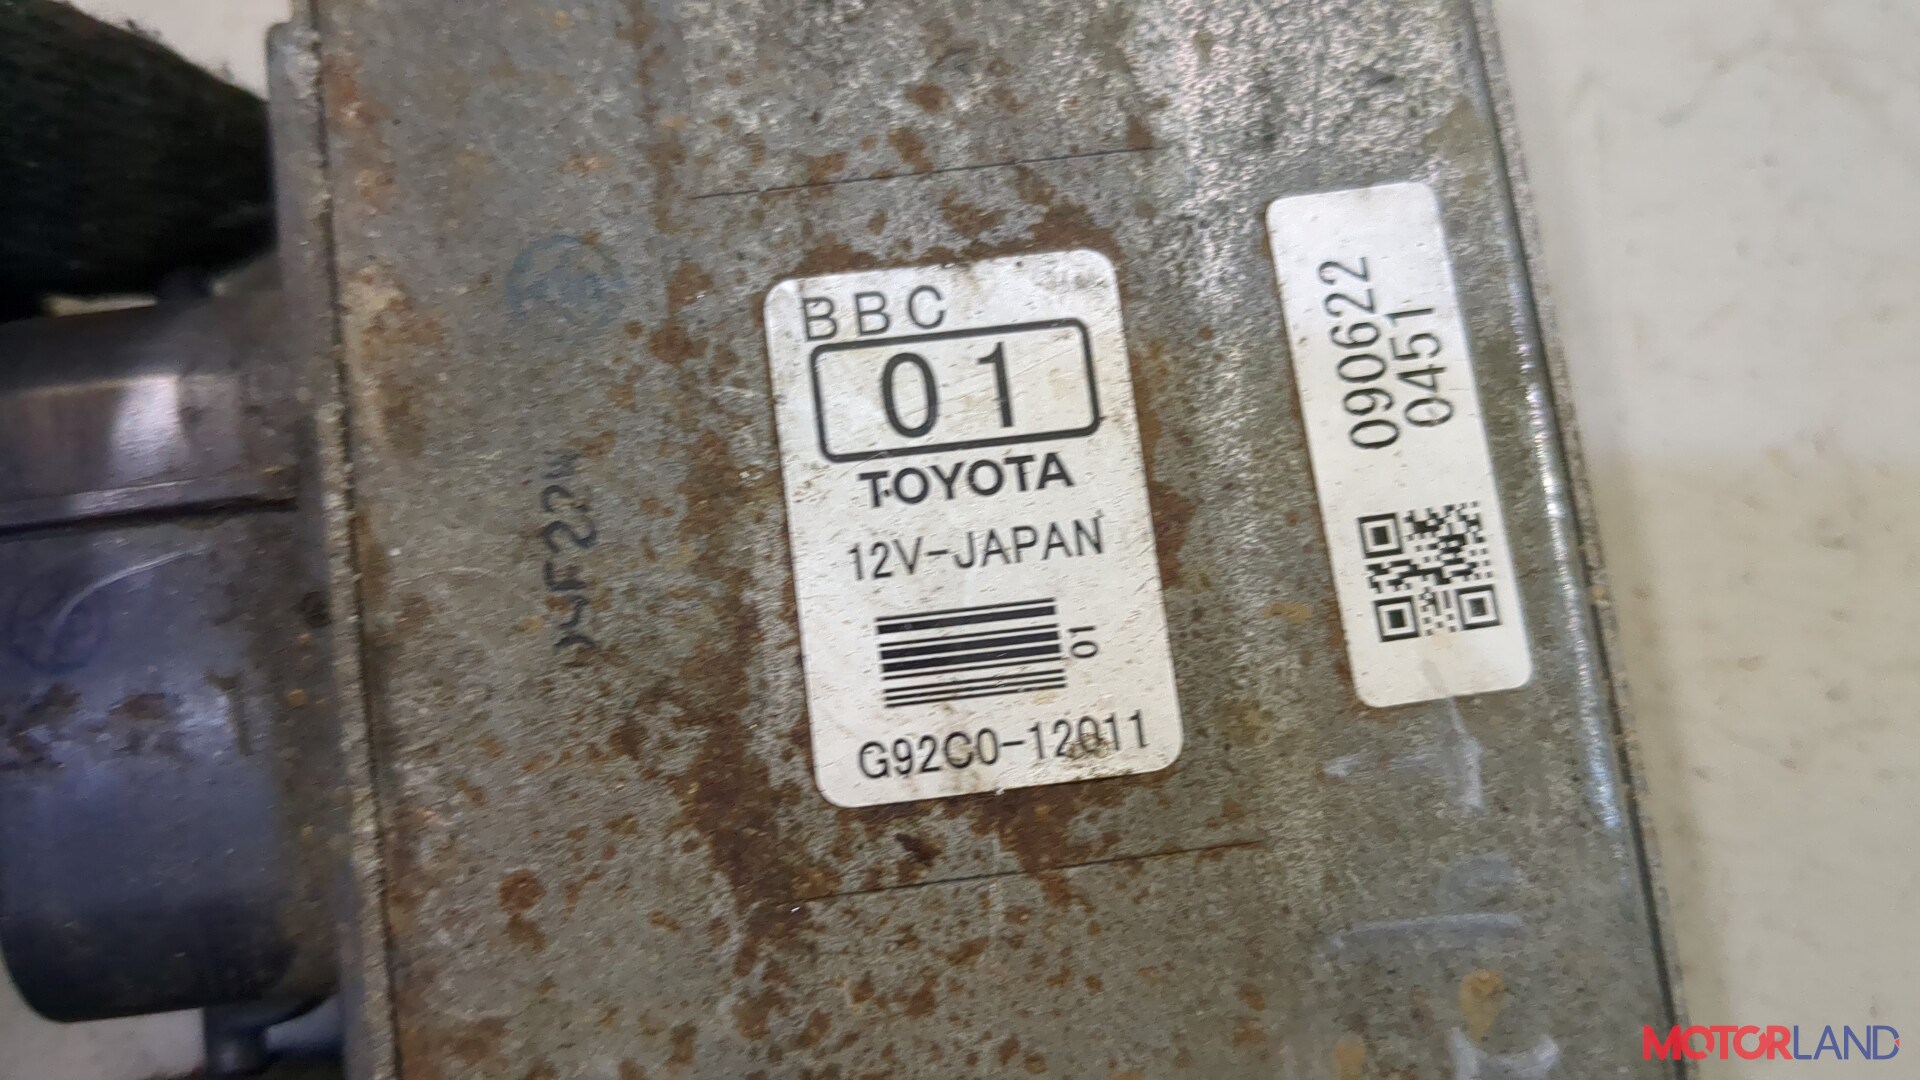 BBC
01
TOYOTA
12V-JAPAN
01
G92C0-12011
090622
0451
MOTORLAND